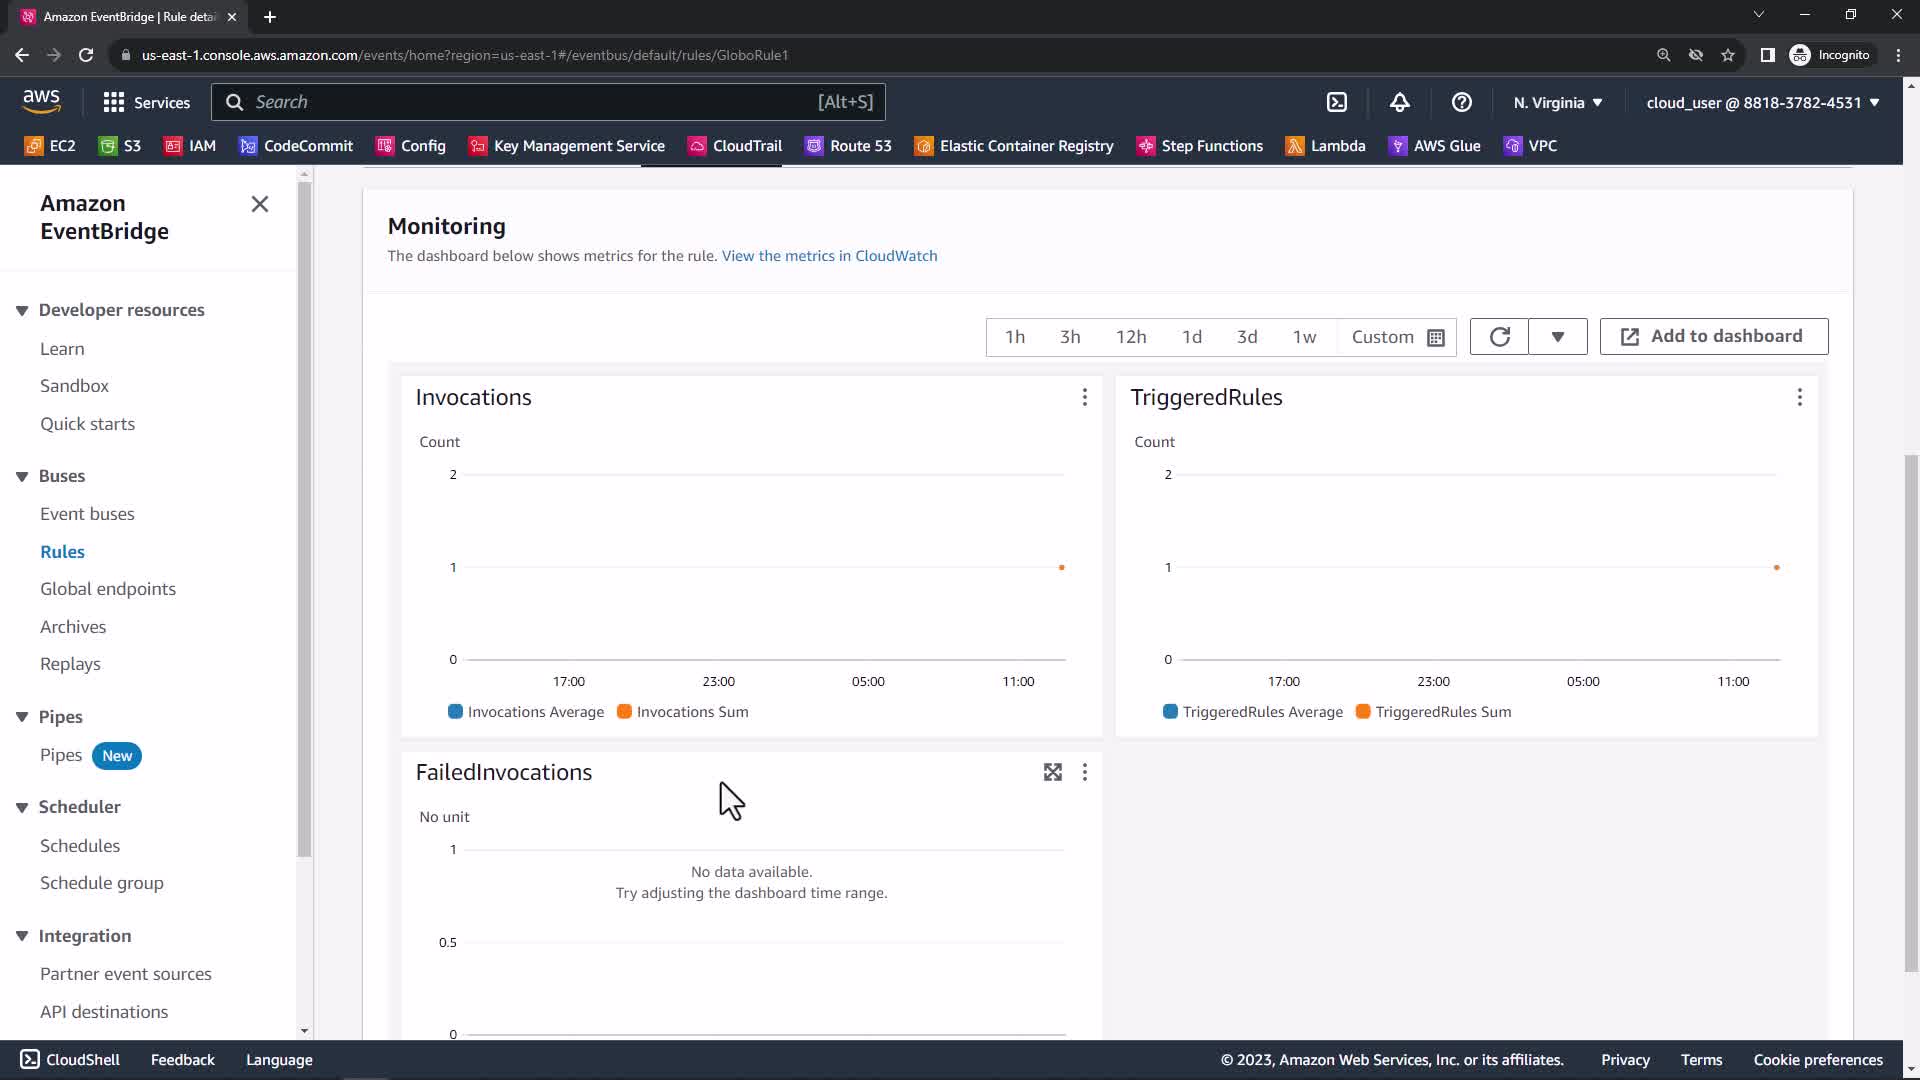 Amazon EventBridge | Rule detai
us-east-1.console.aws.amazon.com/events/home?region=us-east-1#/eventbus/default/rules/GloboRule1
Incognito
aws
Services
Search
[Alt+S]
N. Virginia
cloud_user @ 8818-3782-4531
EC2
S3
IAM
CodeCommit
Config
Key Management Service
CloudTrail
Route 53
Elastic Container Registry
Step Functions
Lambda
AWS Glue
VPC
Amazon
EventBridge
Developer resources
Learn
Sandbox
Quick starts
Buses
Event buses
Rules
Global endpoints
Archives
Replays
Pipes
Pipes New
Scheduler
Schedules
Schedule group
Integration
Partner event sources
API destinations
Monitoring
The dashboard below shows metrics for the rule. View the metrics in CloudWatch
1h
3h
12h
1d
3d
1w
Custom
Add to dashboard
Invocations
Count
2
1
0
17:00
23:00
05:00
11:00
Invocations Average
Invocations Sum
TriggeredRules
Count
2
1
0
17:00
23:00
05:00
11:00
TriggeredRules Average
TriggeredRules Sum
FailedInvocations
No unit
1
No data available.
Try adjusting the dashboard time range.
0.5
0
CloudShell
Feedback
Language
© 2023, Amazon Web Services, Inc. or its affiliates.
Privacy
Terms
Cookie preferences